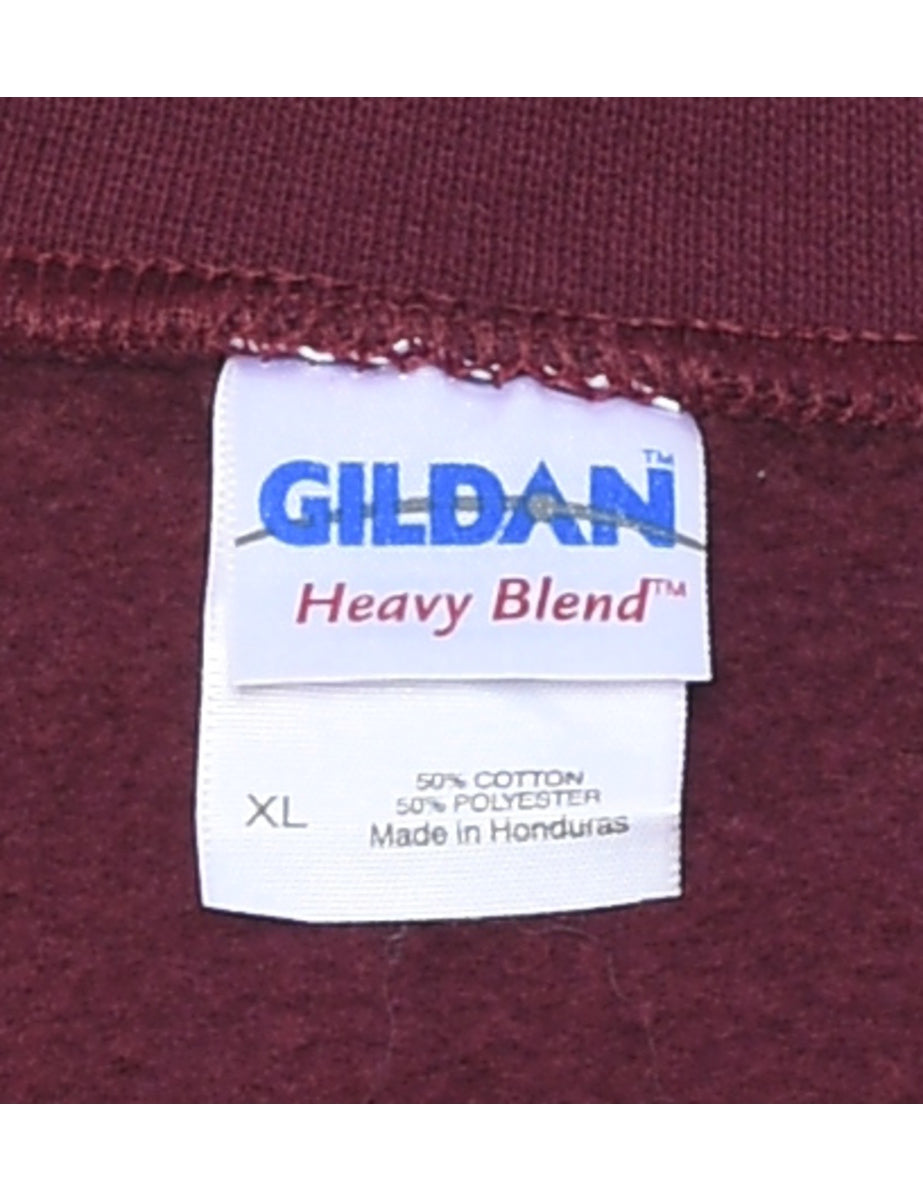 GILDAN™
Heavy Blend™
50% COTTON
50% POLYESTER
XL
Made in Honduras